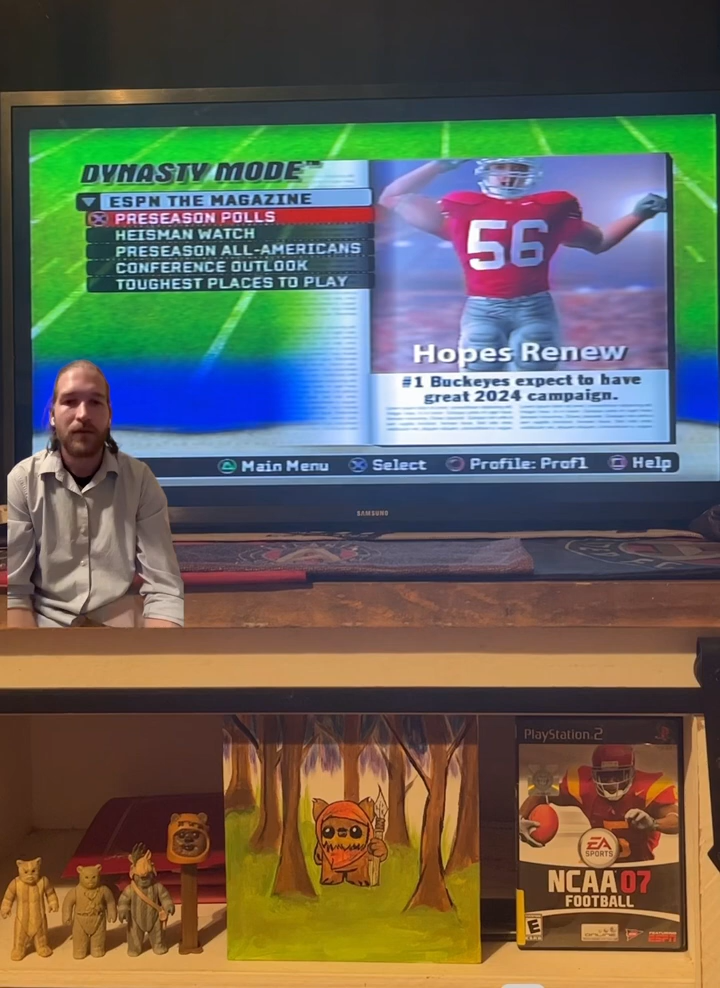 DYNASTY MODE™
ESPN THE MAGAZINE
PRESEASON POLLS
HEISMAN WATCH
PRESEASON ALL-AMERICANS
CONFERENCE OUTLOOK
TOUGHEST PLACES TO PLAY
56
Hopes Renew
#1 Buckeyes expect to have
great 2024 campaign.
Main Menu
Select
Profile: Prof1
Help
SAMSUNG
PlayStation 2
EA
SPORTS
NCAA 07
FOOTBALL
E
ESPN